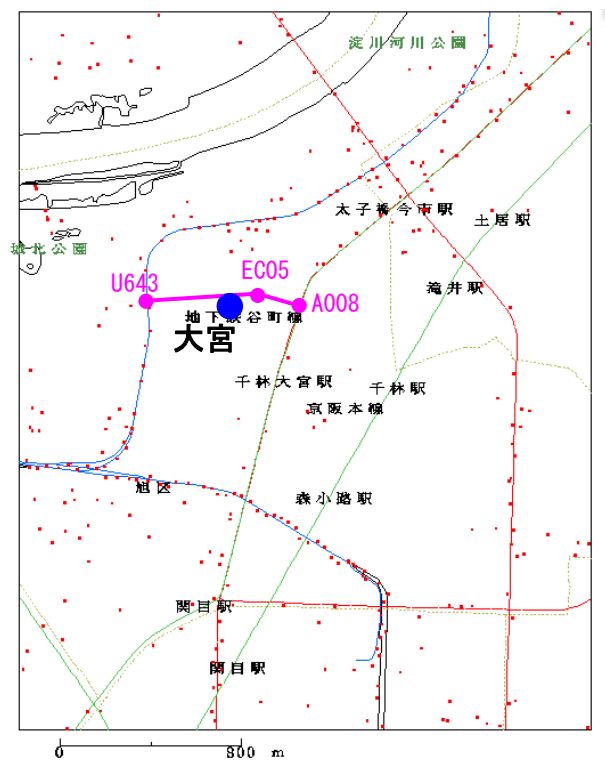 淀川河川公園
太子橋今市駅
土居駅
城北公園
EC05
U643
滝井駅
A008
地下鉄谷町線
大宮
千林大宮駅
千林駅
京阪本線
旭区
森小路駅
関目駅
関目駅
0 800 m